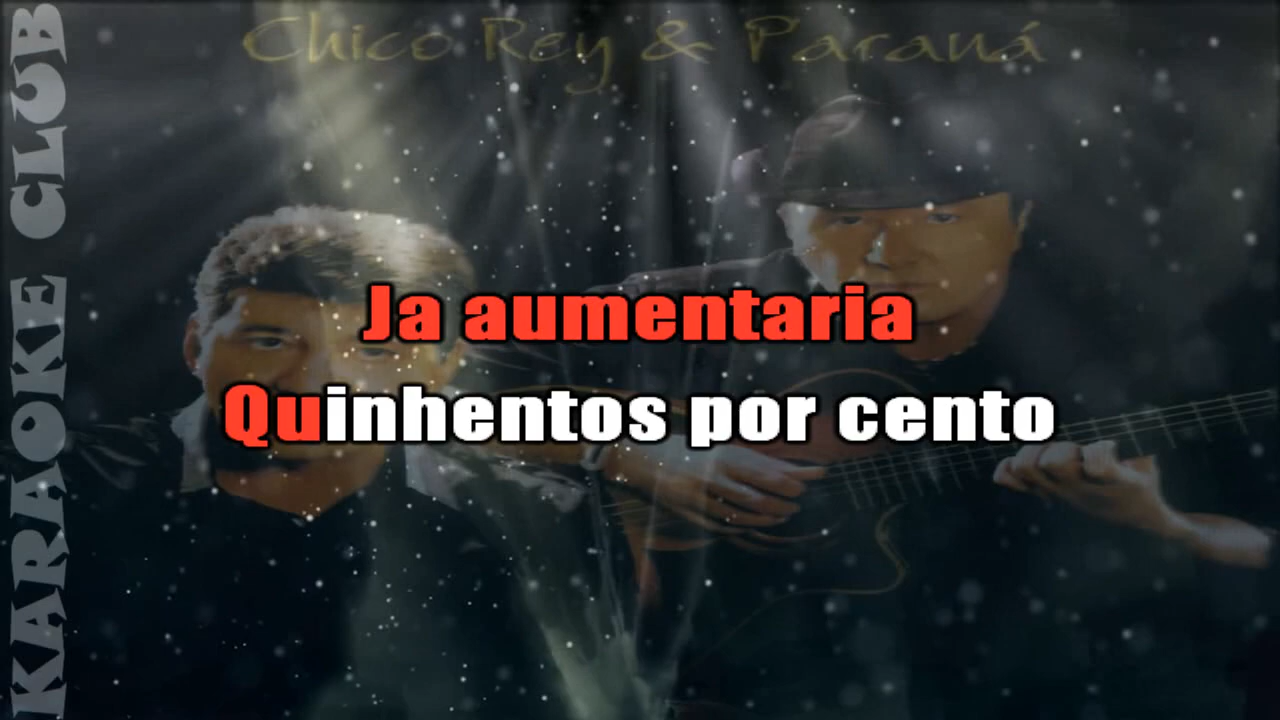 Chico Rey & Paraná
Ja aumentaria
Quinhentos por cento
KARAOKE CLUB